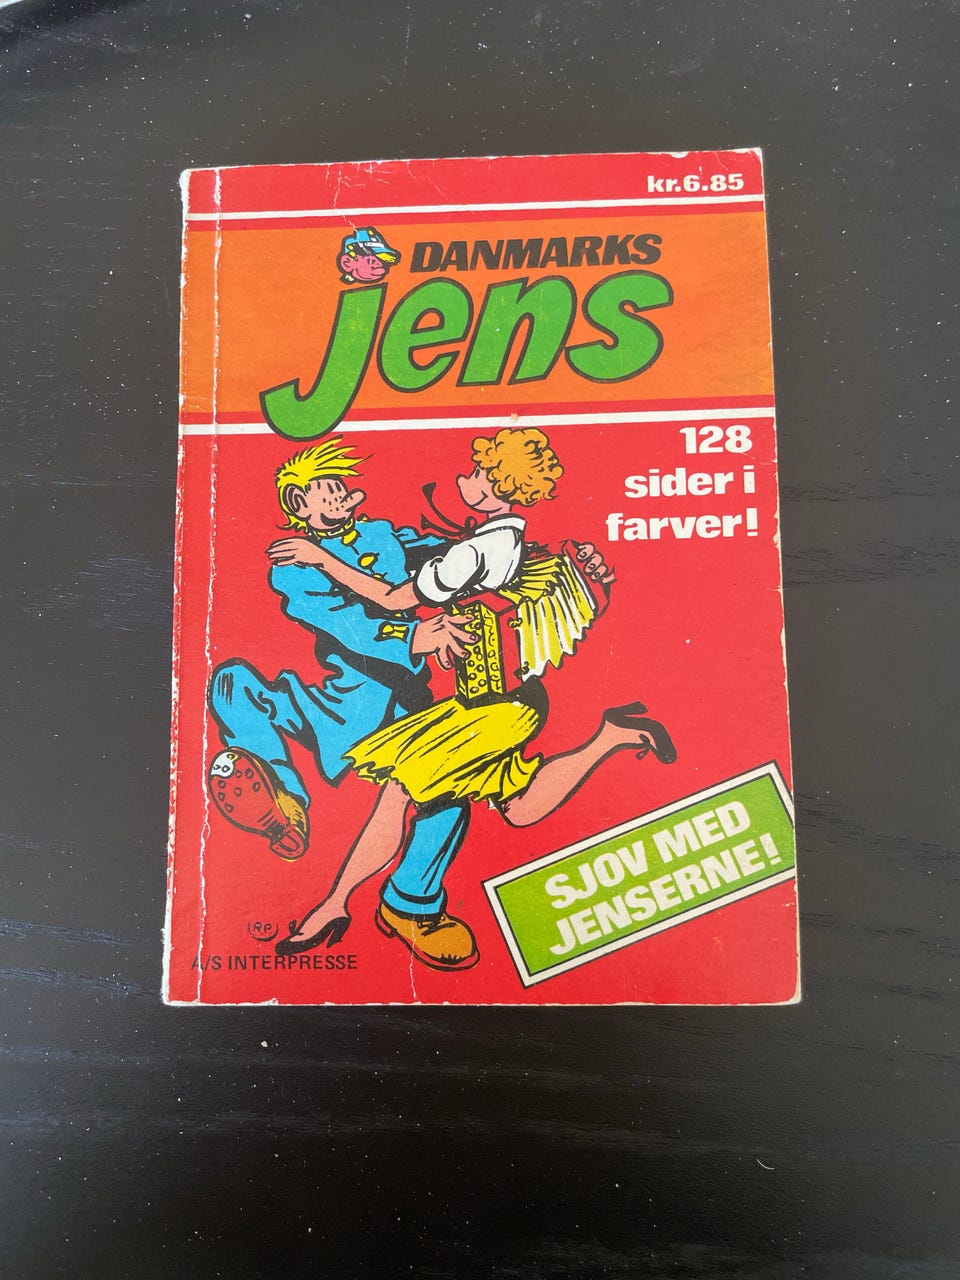 kr.6.85
DANMARKS
jens
128
sider i
farver!
SJOV MED
JENSERNE!
RP
A/S INTERPRESSE